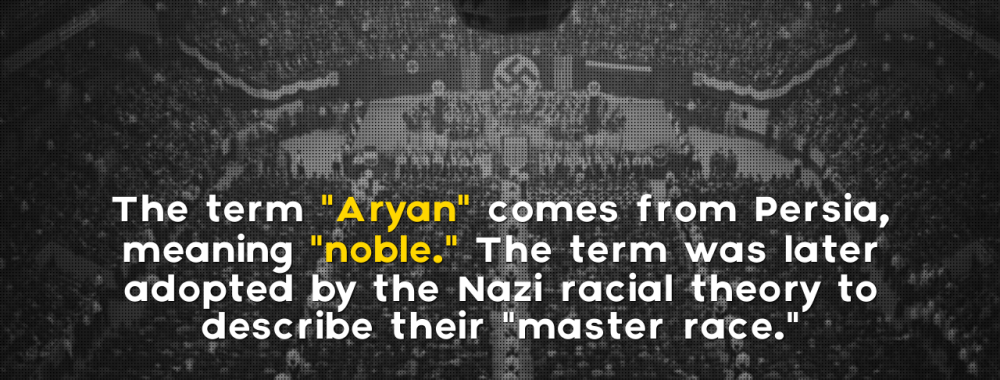 The term "Aryan" comes from Persia,
meaning "noble." The term was later
adopted by the Nazi racial theory to
describe their "master race."